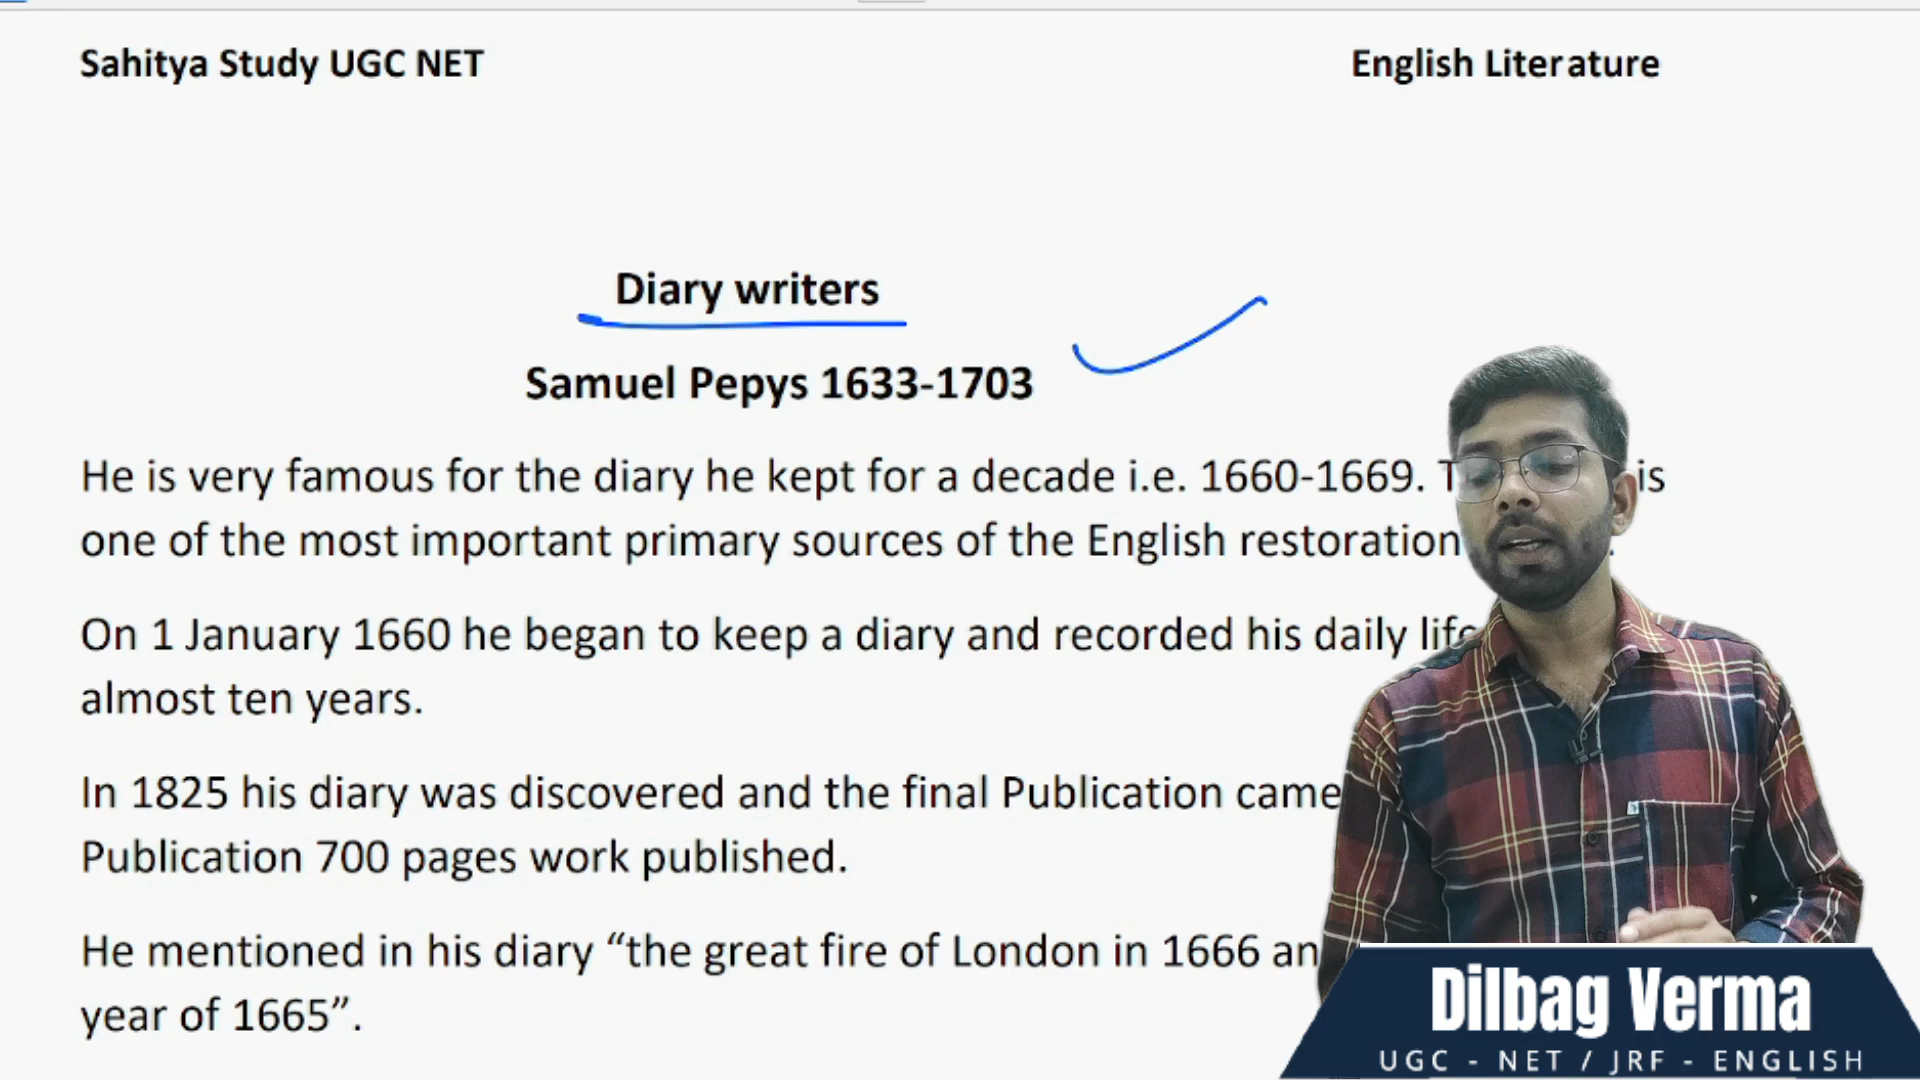 Sahitya Study UGC NET English Literature
Diary writers
Samuel Pepys 1633-1703
He is very famous for the diary he kept for a decade i.e. 1660-1669. is
one of the most important primary sources of the English restoration
On 1 January 1660 he began to keep a diary and recorded his daily life
almost ten years.
In 1825 his diary was discovered and the final Publication came
Publication 700 pages work published.
He mentioned in his diary “the great fire of London in 1666
year of 1665”.
Dilbag Verma
UGC - NET / JRF - ENGLISH